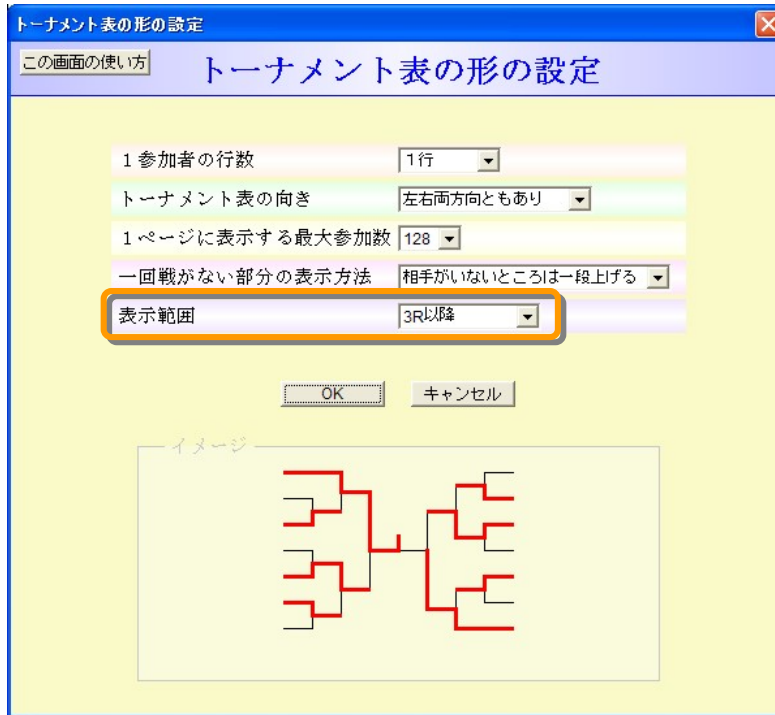 トーナメント表の形の設定
この画面の使い方
トーナメント表の形の設定
1参加者の行数 1行
トーナメント表の向き 左右両方向ともあり
1ページに表示する最大参加数 128
一回戦がない部分の表示方法 相手がいないところは一段上げる
表示範囲 3R以降
OK キャンセル
イメージ